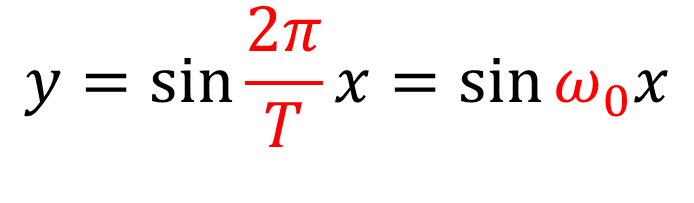 y = sin 2π/T x = sin ω₀x